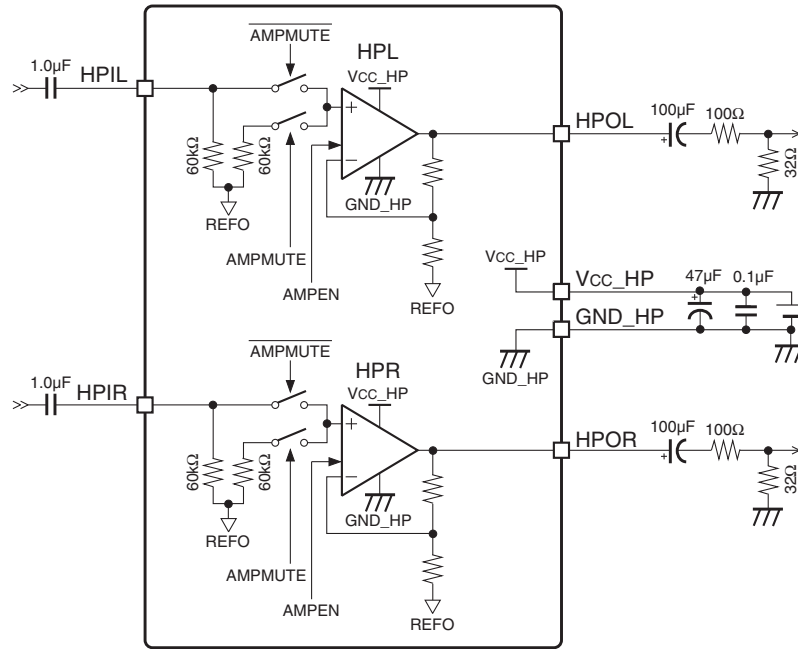 AMPMUTE
1.0µF
HPIL
HPL
VCC_HP
60kΩ
60kΩ
REFO
GND_HP
AMPMUTE
AMPEN
REFO
HPOL
100µF
100Ω
+
32Ω
+
−
VCC_HP
VCC_HP
47µF
0.1µF
+
GND_HP
GND_HP
AMPMUTE
1.0µF
HPIR
HPR
VCC_HP
+
−
60kΩ
60kΩ
REFO
GND_HP
AMPMUTE
AMPEN
REFO
HPOR
100µF
100Ω
+
32Ω